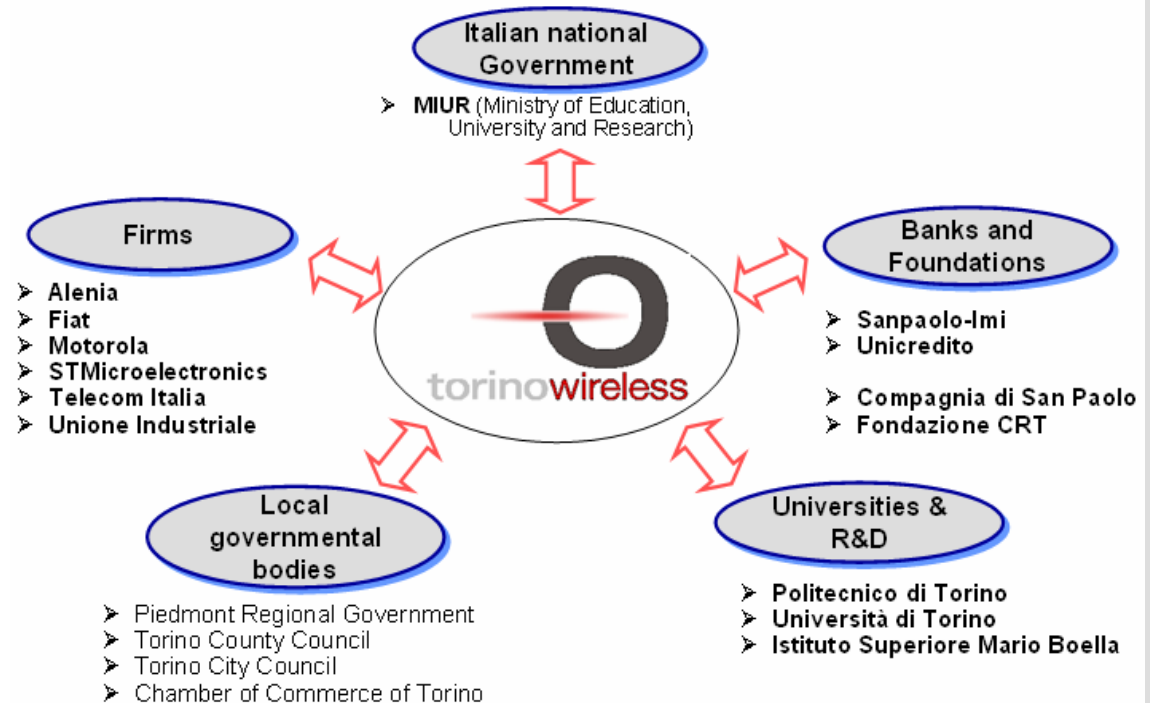 Italian national
Government
➢ MIUR (Ministry of Education,
University and Research)
Firms
➢ Alenia
➢ Fiat
➢ Motorola
➢ STMicroelectronics
➢ Telecom Italia
➢ Unione Industriale
torinowireless
Banks and
Foundations
➢ Sanpaolo-Imi
➢ Unicredito
➢ Compagnia di San Paolo
➢ Fondazione CRT
Local
governmental
bodies
➢ Piedmont Regional Government
➢ Torino County Council
➢ Torino City Council
➢ Chamber of Commerce of Torino
Universities &
R&D
➢ Politecnico di Torino
➢ Università di Torino
➢ Istituto Superiore Mario Boella